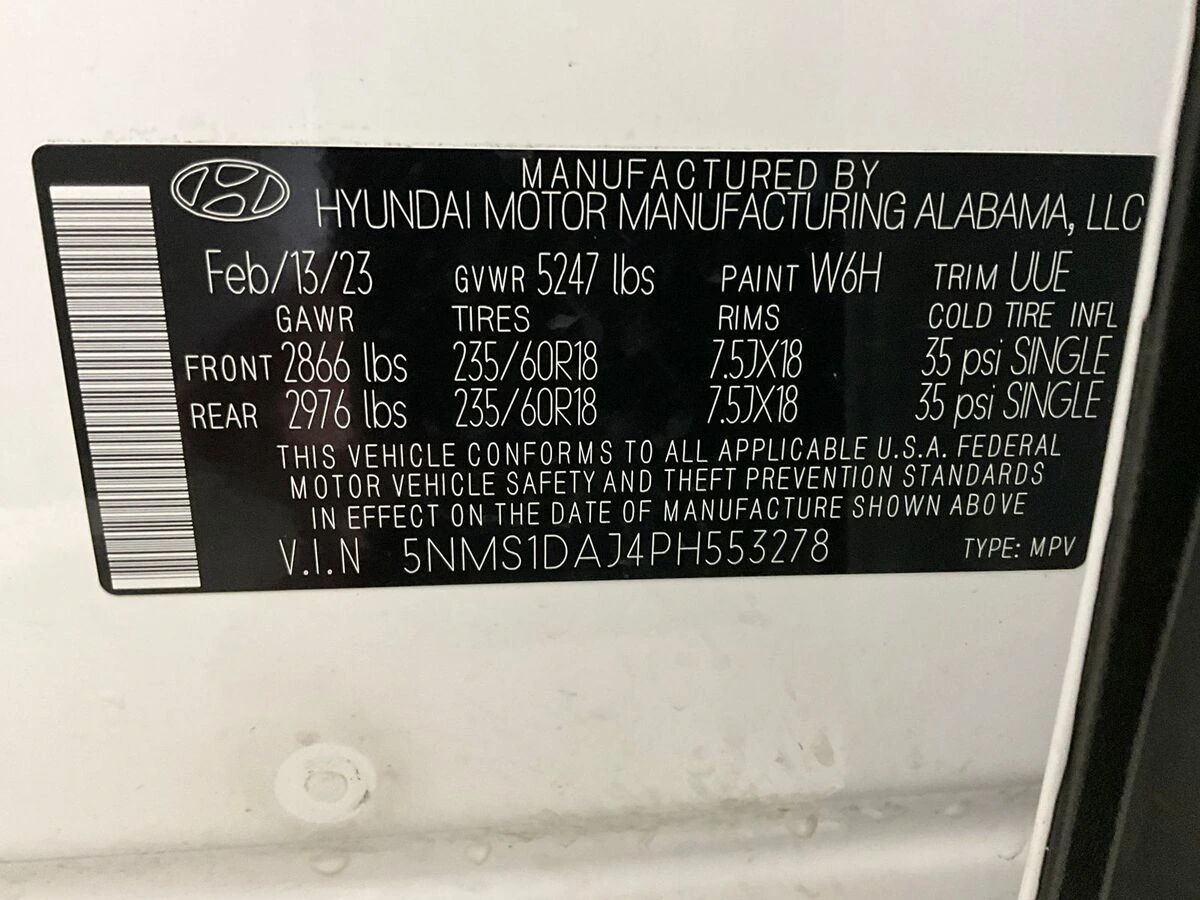 MANUFACTURED BY
HYUNDAI MOTOR MANUFACTURING ALABAMA, LLC
Feb/13/23 GVWR 5247 lbs PAINT W6H TRIM UUE
GAWR TIRES RIMS COLD TIRE INFL
FRONT 2866 lbs 235/60R18 7.5JX18 35 psi SINGLE
REAR 2976 lbs 235/60R18 7.5JX18 35 psi SINGLE
THIS VEHICLE CONFORMS TO ALL APPLICABLE U.S.A. FEDERAL
MOTOR VEHICLE SAFETY AND THEFT PREVENTION STANDARDS
IN EFFECT ON THE DATE OF MANUFACTURE SHOWN ABOVE
V.I.N 5NMS1DAJ4PH553278 TYPE: MPV